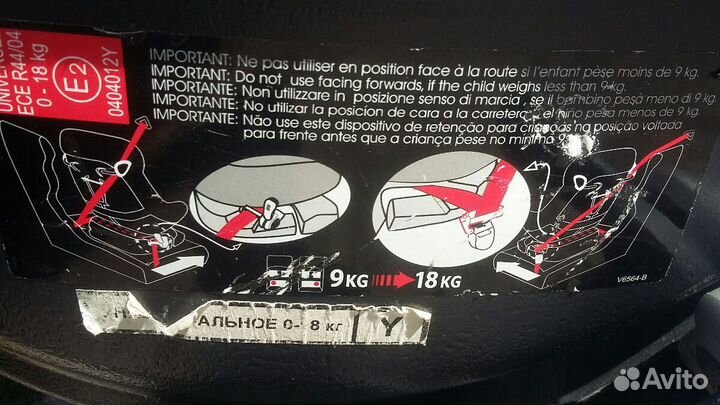 UNIVERSAL
ECE R44/04
0 - 18 kg
E2
0404012Y
IMPORTANT: Ne pas utiliser en position face à la route si l'enfant pèse moins de 9 kg.
IMPORTANT: Do not use facing forwards, if the child weighs less than 9 kg.
IMPORTANTE: Non utilizzare in posizione senso di marcia, se il bambino pesa meno di 9 kg.
IMPORTANTE: No utilizar la posición de cara a la carretera, el niño pesa menos de 9 kg.
IMPORTANTE: Não use este dispositivo de retenção para crianças na posição voltada
para frente antes que a criança pese no mínimo 9
9 KG 18 KG
V6564-B
АЛЬНОЕ 0- 8 кг Y
Avito